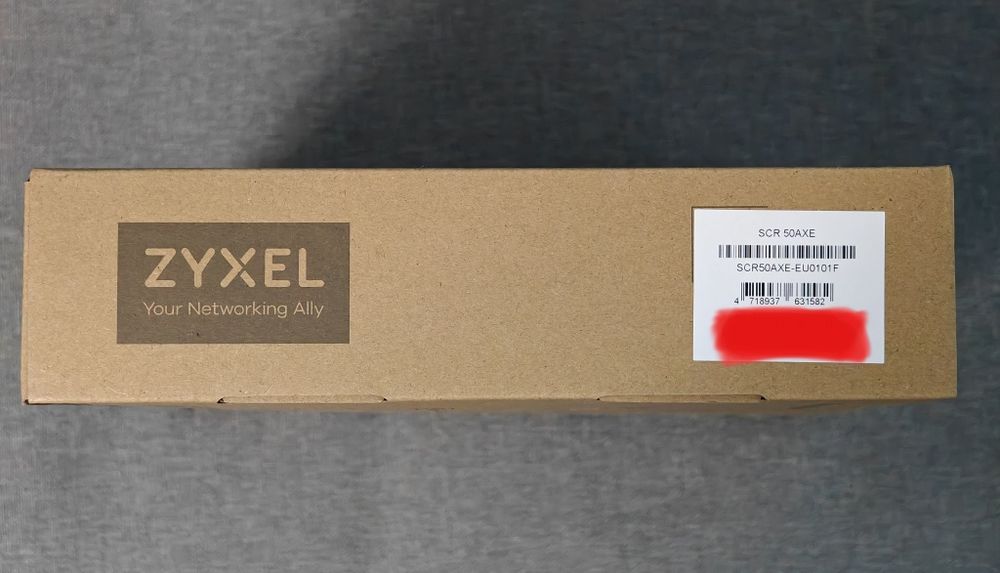 ZYXEL
Your Networking Ally
SCR 50AXE
SCR50AXE-EU0101F
4 718937 631582